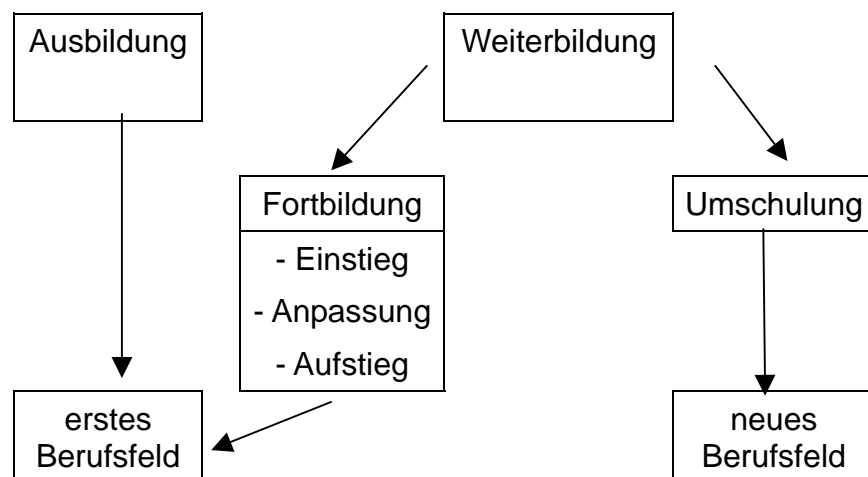 Ausbildung
Weiterbildung
Fortbildung
- Einstieg
- Anpassung
- Aufstieg
Umschulung
erstes
Berufsfeld
neues
Berufsfeld